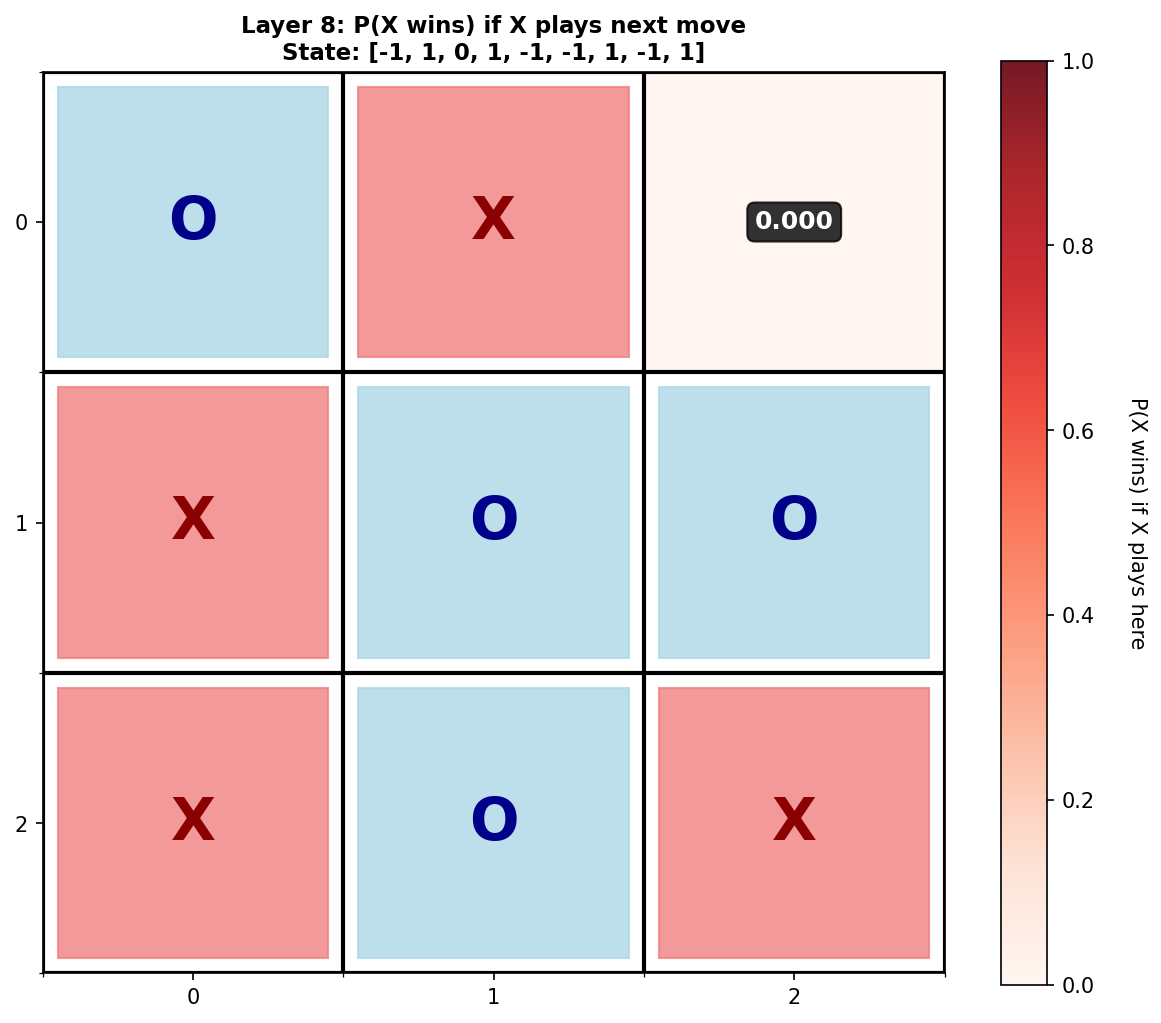 Layer 8: P(X wins) if X plays next move
State: [-1, 1, 0, 1, -1, -1, 1, -1, 1]
O X 0.000
X O O
X O X
0
1
2
0 1 2
1.0
0.8
0.6
0.4
0.2
0.0
P(X wins) if X plays here